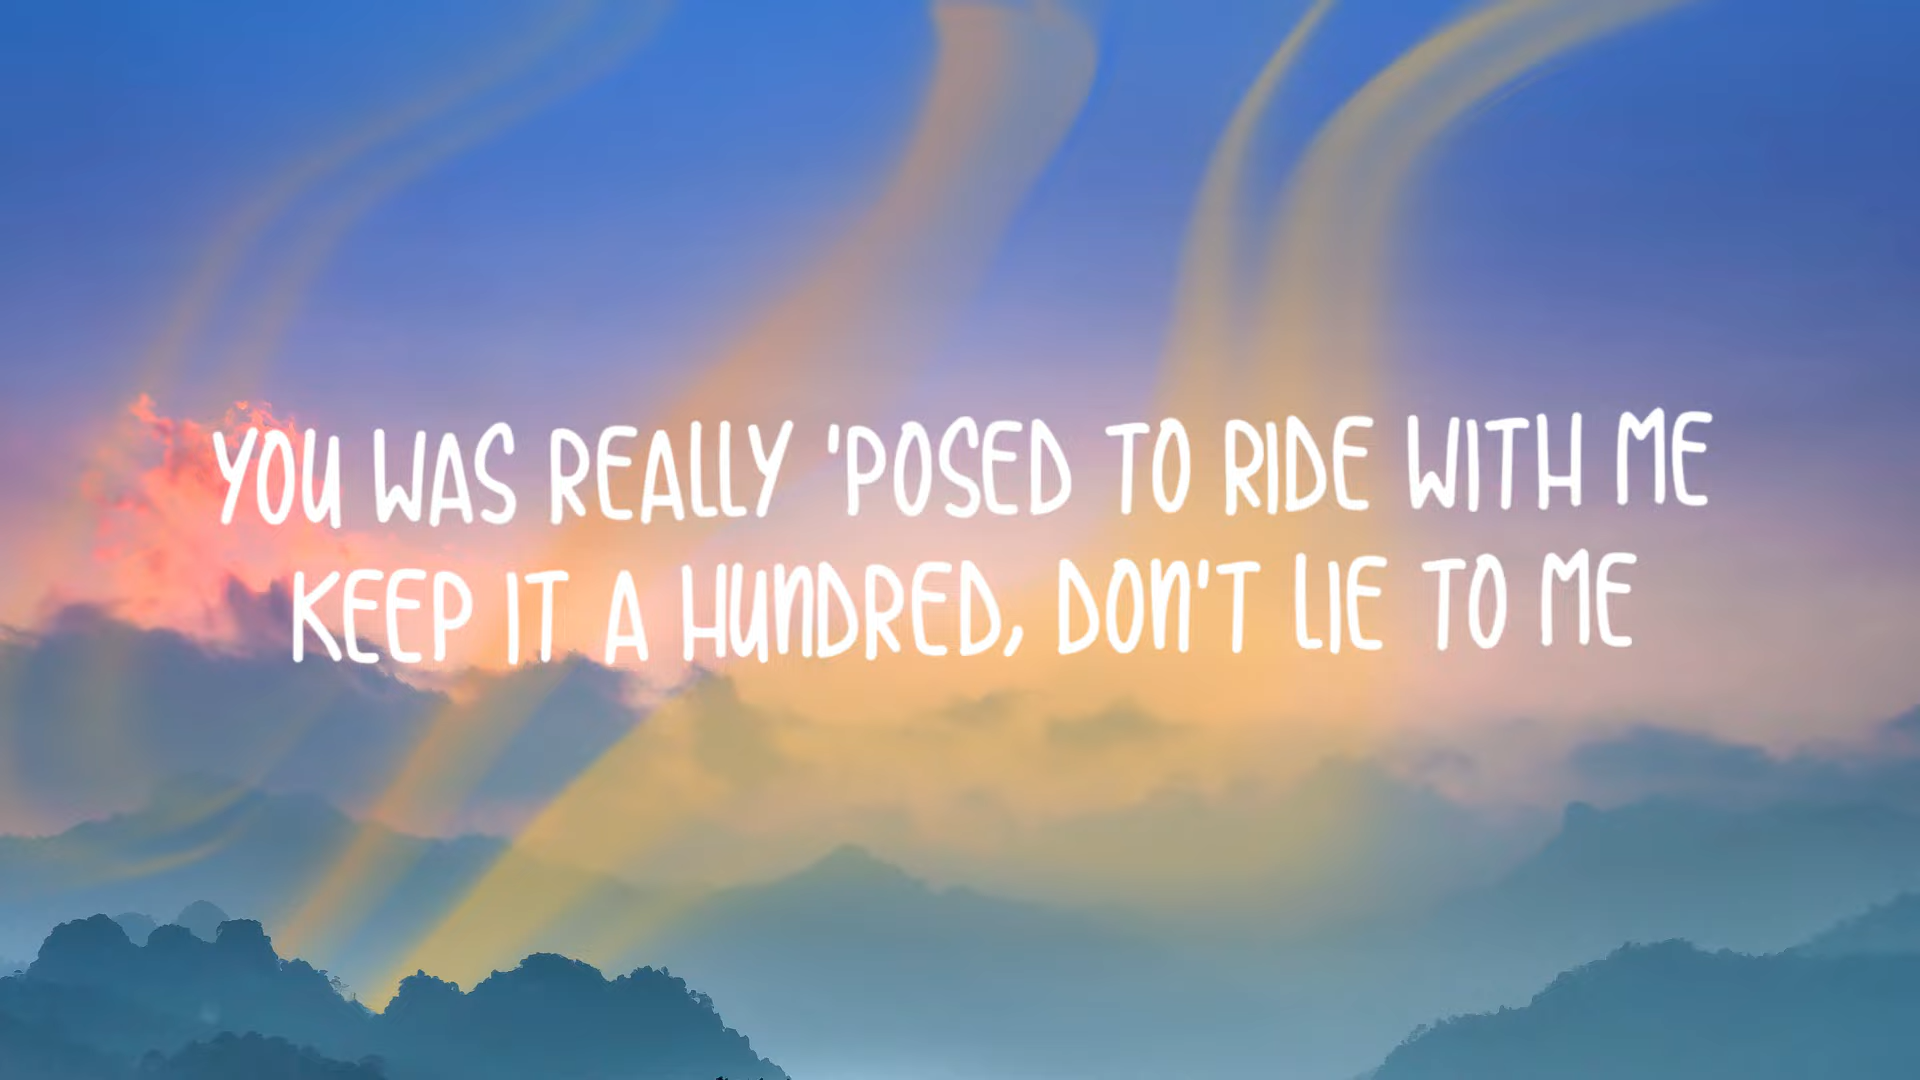 YOU WAS REALLY 'POSED TO RIDE WITH ME
KEEP IT A HUNDRED, DON'T LIE TO ME